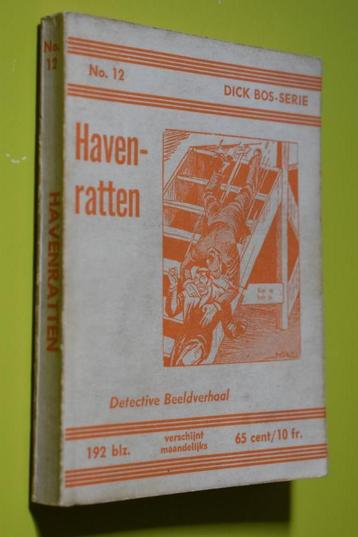 No.
12
HAVENRATTEN
No. 12
DICK BOS-SERIE
Haven-
ratten
Detective Beeldverhaal
192 blz.
verschijnt
maandelijks
65 cent/10 fr.